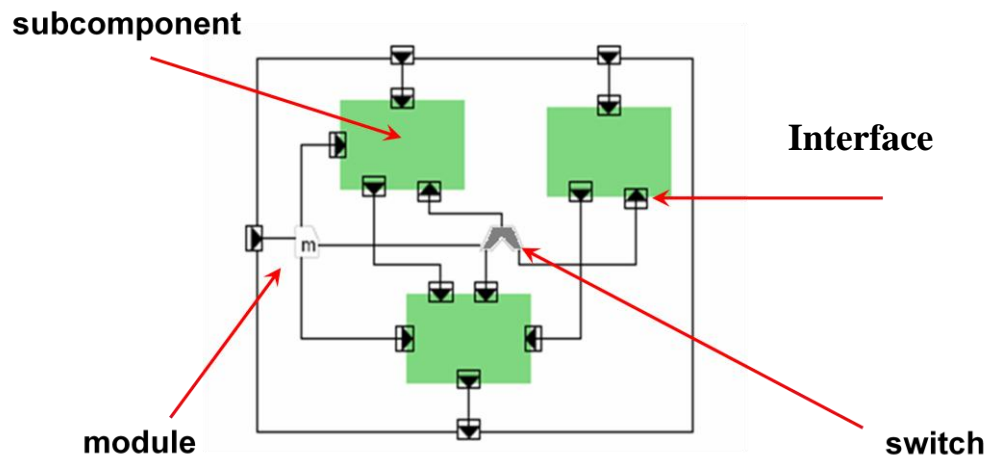 subcomponent
Interface
m
module
switch